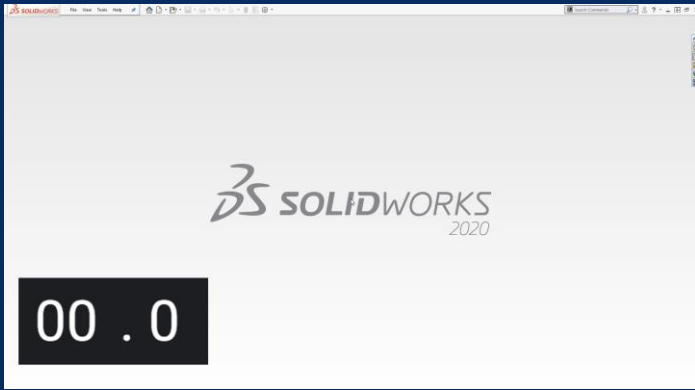 SOLIDWORKS File View Tools Help
Search Commands
SOLIDWORKS
2020
00 . 0